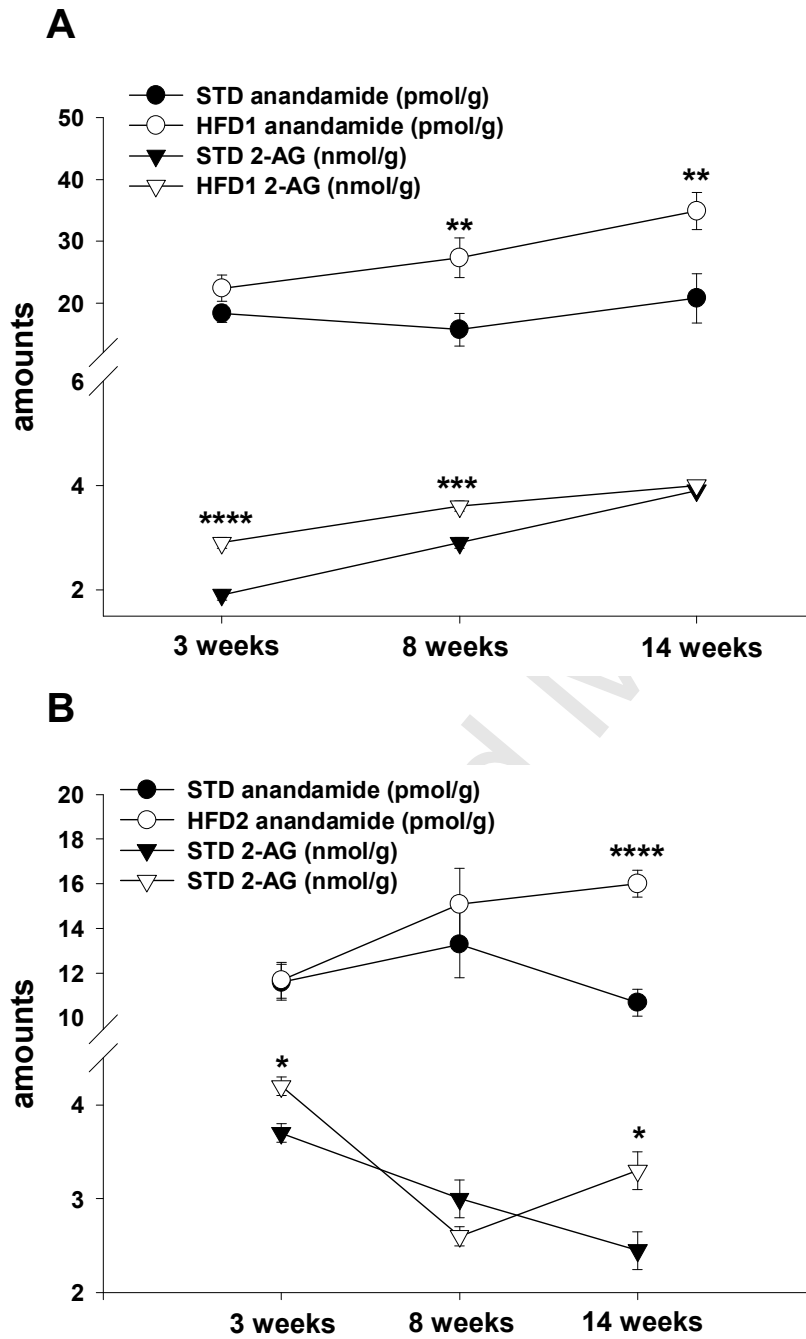 A
STD anandamide (pmol/g)
HFD1 anandamide (pmol/g)
STD 2-AG (nmol/g)
HFD1 2-AG (nmol/g)
50
40
30
20
6
4
2
amounts
**
**
****
***
3 weeks 8 weeks 14 weeks
B
STD anandamide (pmol/g)
HFD2 anandamide (pmol/g)
STD 2-AG (nmol/g)
STD 2-AG (nmol/g)
20
18
16
14
12
10
4
3
2
amounts
****
*
*
3 weeks 8 weeks 14 weeks